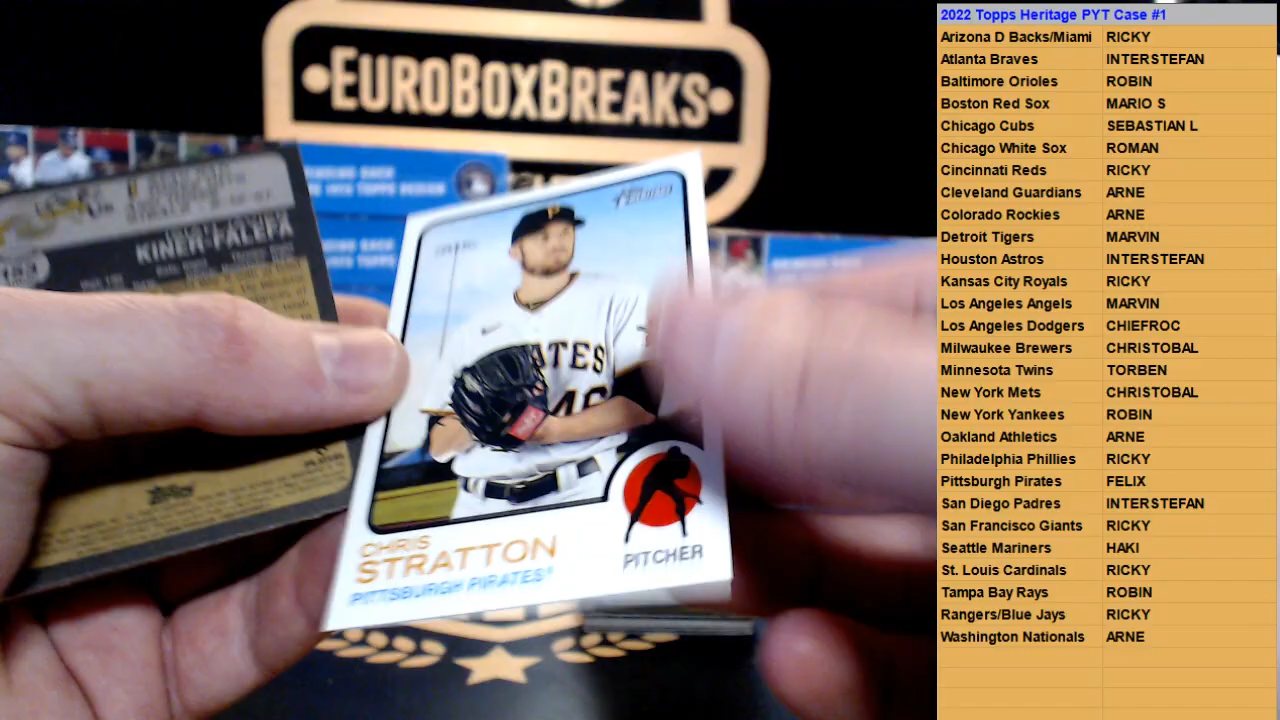 EUROBOXBREAKS
KINER-FALEFA
Heritage
PIRATES
46
CHRIS
STRATTON
PITTSBURGH PIRATES
PITCHER
topps
2022 Topps Heritage PYT Case #1
Arizona D Backs/Miami RICKY
Atlanta Braves INTERSTEFAN
Baltimore Orioles ROBIN
Boston Red Sox MARIO S
Chicago Cubs SEBASTIAN L
Chicago White Sox ROMAN
Cincinnati Reds RICKY
Cleveland Guardians ARNE
Colorado Rockies ARNE
Detroit Tigers MARVIN
Houston Astros INTERSTEFAN
Kansas City Royals RICKY
Los Angeles Angels MARVIN
Los Angeles Dodgers CHIEFROC
Milwaukee Brewers CHRISTOBAL
Minnesota Twins TORBEN
New York Mets CHRISTOBAL
New York Yankees ROBIN
Oakland Athletics ARNE
Philadelphia Phillies RICKY
Pittsburgh Pirates FELIX
San Diego Padres INTERSTEFAN
San Francisco Giants RICKY
Seattle Mariners HAKI
St. Louis Cardinals RICKY
Tampa Bay Rays ROBIN
Rangers/Blue Jays RICKY
Washington Nationals ARNE